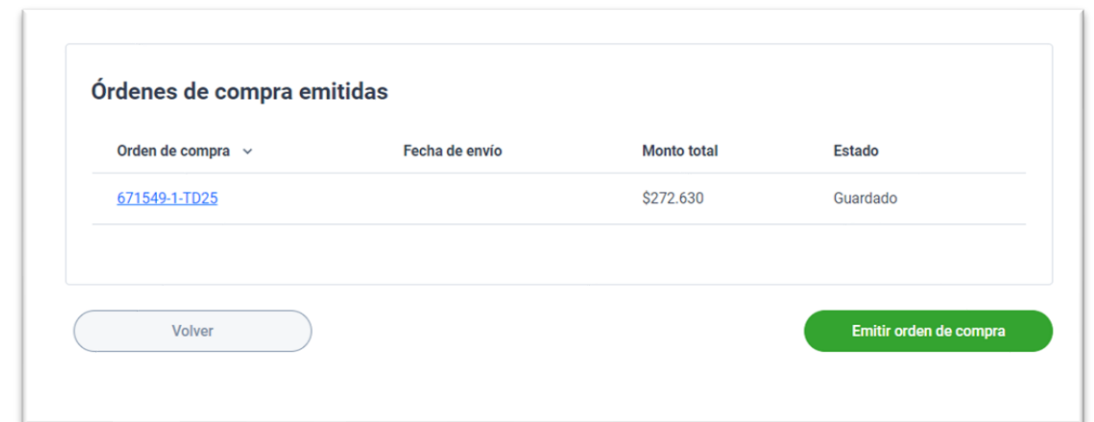 Órdenes de compra emitidas
Orden de compra Fecha de envío Monto total Estado
671549-1-TD25 $272.630 Guardado
Volver Emitir orden de compra